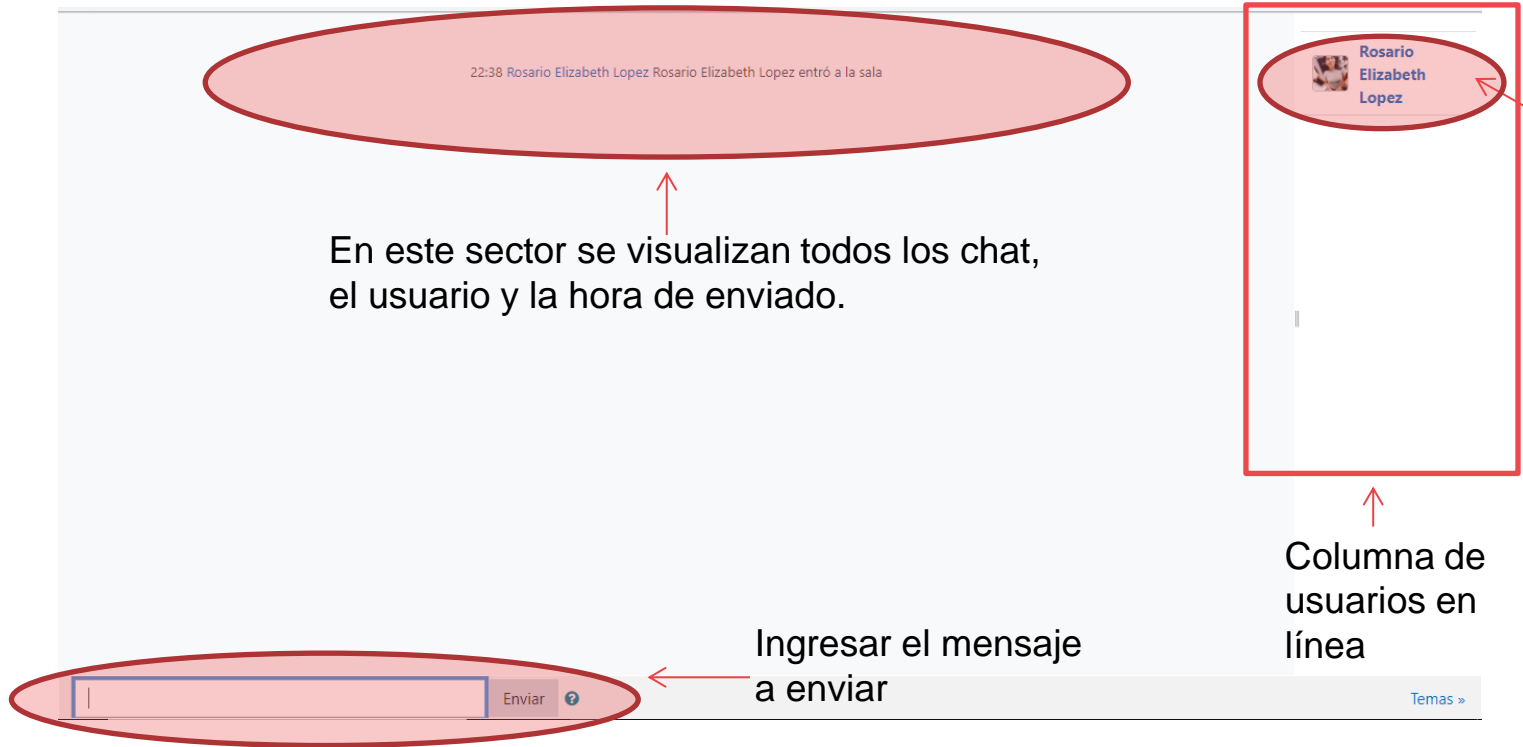 22:38 Rosario Elizabeth Lopez Rosario Elizabeth Lopez entró a la sala
Rosario
Elizabeth
Lopez
En este sector se visualizan todos los chat,
el usuario y la hora de enviado.
Columna de
usuarios en
línea
Ingresar el mensaje
a enviar
Enviar ?
Temas »